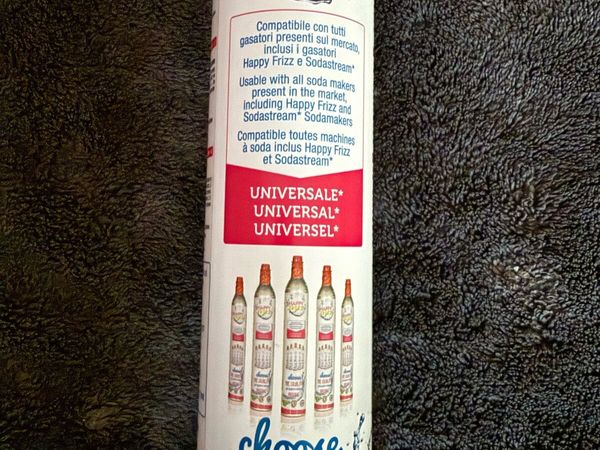 Compatibile con tutti
gasatori presenti sul mercato,
inclusi i gasatori
Happy Frizz e Sodastream*
Usable with all soda makers
present in the market,
including Happy Frizz and
Sodastream* Sodamakers
Compatible toutes machines
à soda inclus Happy Frizz
et Sodastream*
UNIVERSALE*
UNIVERSAL*
UNIVERSEL*
choose